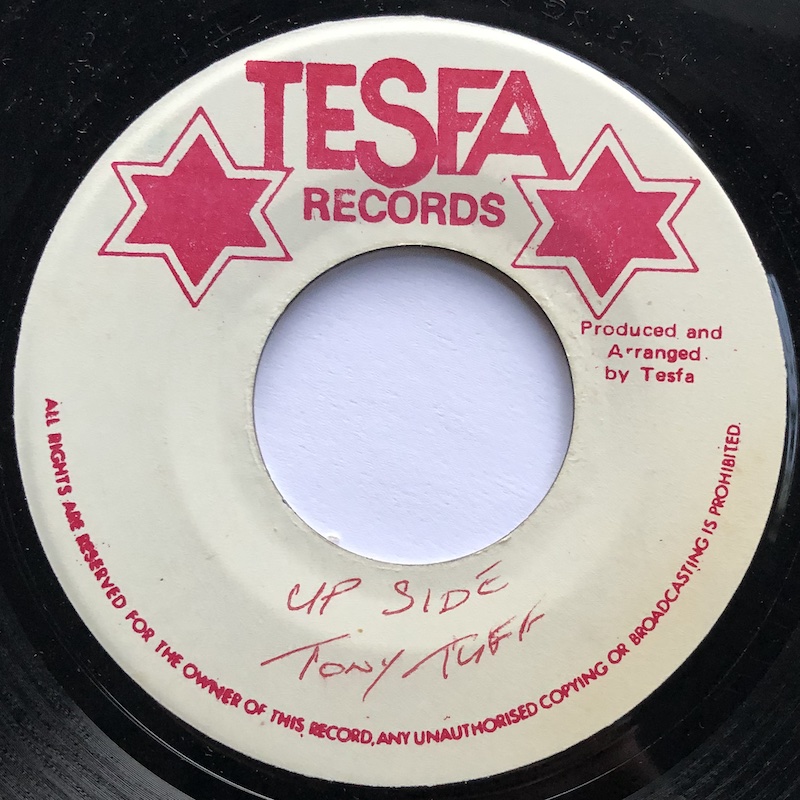 TESFA
RECORDS
Produced and
Arranged.
by Tesfa
UP SIDE
TONY TUFF
ALL RIGHTS ARE RESERVED FOR THE OWNER OF THIS RECORD, ANY UNAUTHORISED COPYING OR BROADCASTING IS PROHIBITED.